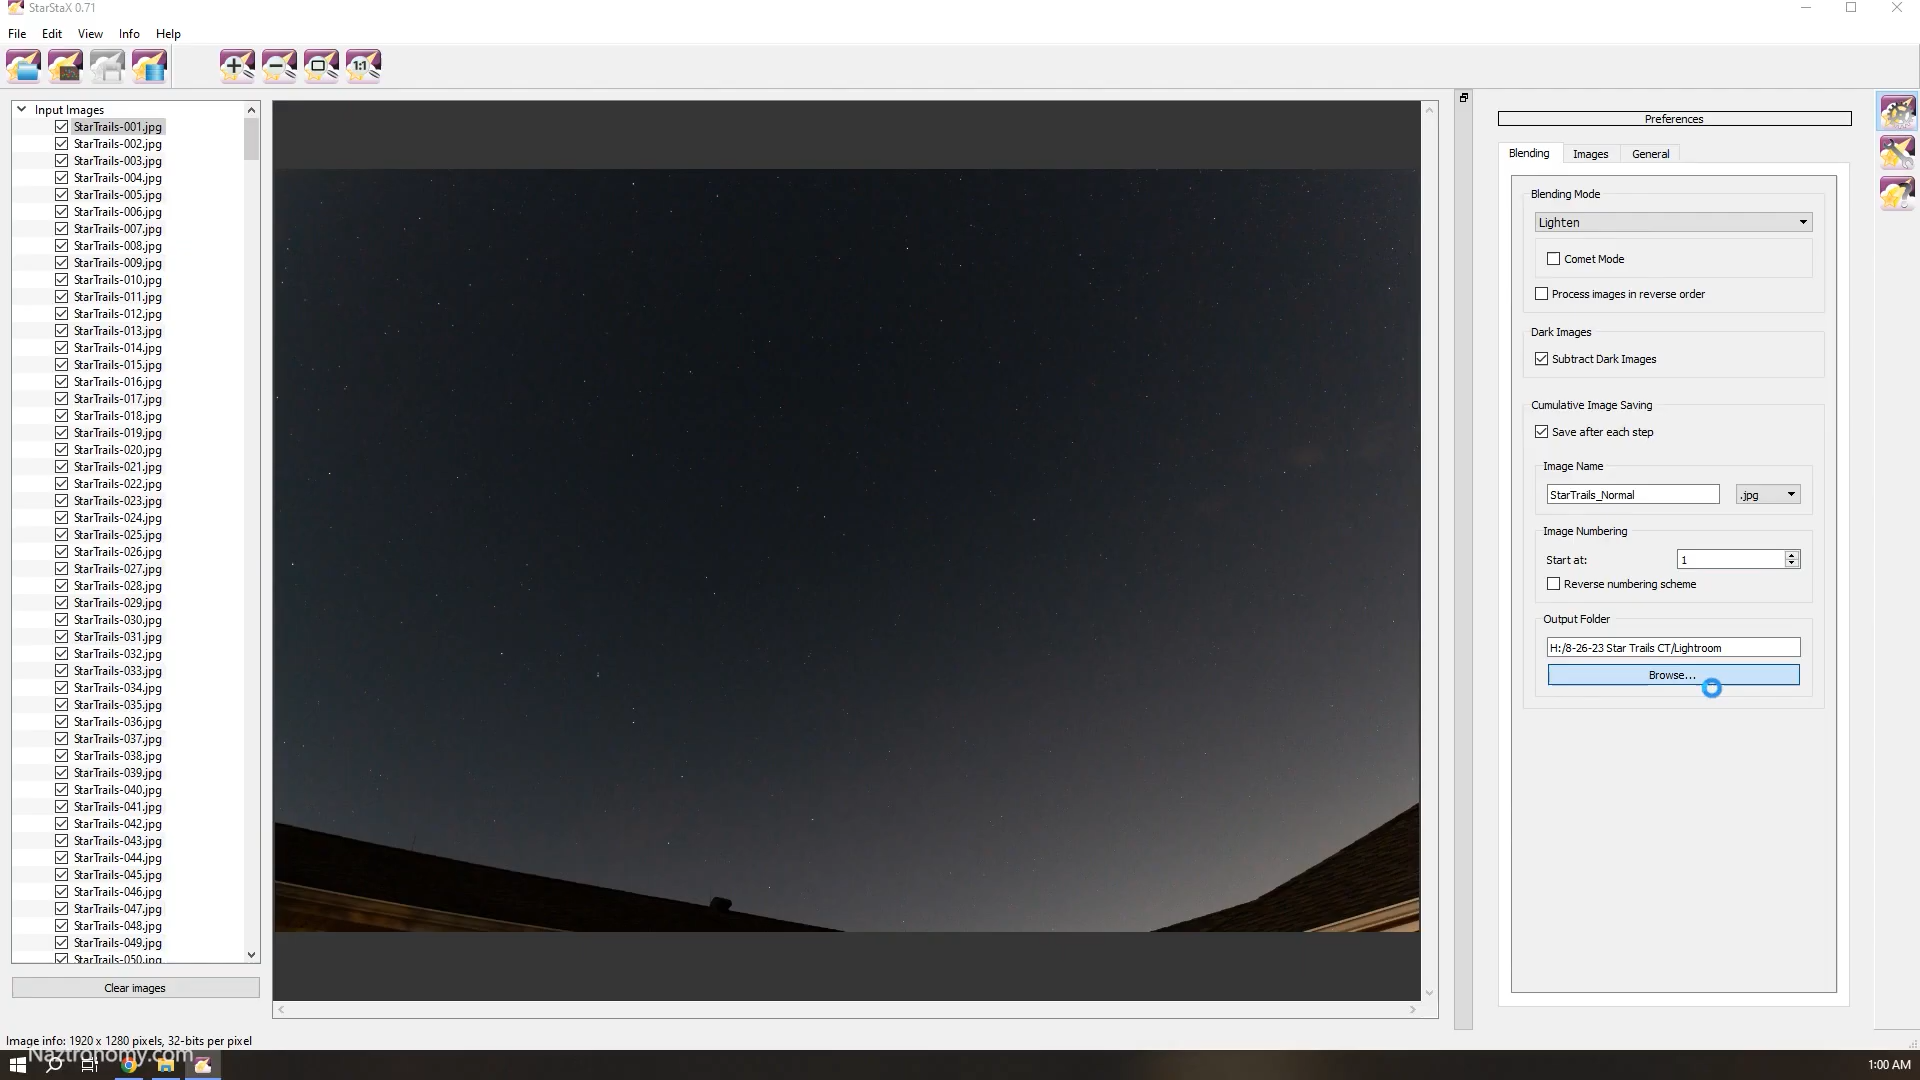 StarStaX 0.71
File Edit View Info Help
1:1
Input Images
StarTrails-001.jpg
StarTrails-002.jpg
StarTrails-003.jpg
StarTrails-004.jpg
StarTrails-005.jpg
StarTrails-006.jpg
StarTrails-007.jpg
StarTrails-008.jpg
StarTrails-009.jpg
StarTrails-010.jpg
StarTrails-011.jpg
StarTrails-012.jpg
StarTrails-013.jpg
StarTrails-014.jpg
StarTrails-015.jpg
StarTrails-016.jpg
StarTrails-017.jpg
StarTrails-018.jpg
StarTrails-019.jpg
StarTrails-020.jpg
StarTrails-021.jpg
StarTrails-022.jpg
StarTrails-023.jpg
StarTrails-024.jpg
StarTrails-025.jpg
StarTrails-026.jpg
StarTrails-027.jpg
StarTrails-028.jpg
StarTrails-029.jpg
StarTrails-030.jpg
StarTrails-031.jpg
StarTrails-032.jpg
StarTrails-033.jpg
StarTrails-034.jpg
StarTrails-035.jpg
StarTrails-036.jpg
StarTrails-037.jpg
StarTrails-038.jpg
StarTrails-039.jpg
StarTrails-040.jpg
StarTrails-041.jpg
StarTrails-042.jpg
StarTrails-043.jpg
StarTrails-044.jpg
StarTrails-045.jpg
StarTrails-046.jpg
StarTrails-047.jpg
StarTrails-048.jpg
StarTrails-049.jpg
StarTrails-050.jpg
Clear images
Preferences
Blending Images General
Blending Mode
Lighten
Comet Mode
Process images in reverse order
Dark Images
Subtract Dark Images
Cumulative Image Saving
Save after each step
Image Name
StarTrails_Normal .jpg
Image Numbering
Start at: 1
Reverse numbering scheme
Output Folder
H:/8-26-23 Star Trails CT/Lightroom
Browse...
Image info: 1920 x 1280 pixels, 32-bits per pixel
Naztronomy.com
1:00 AM